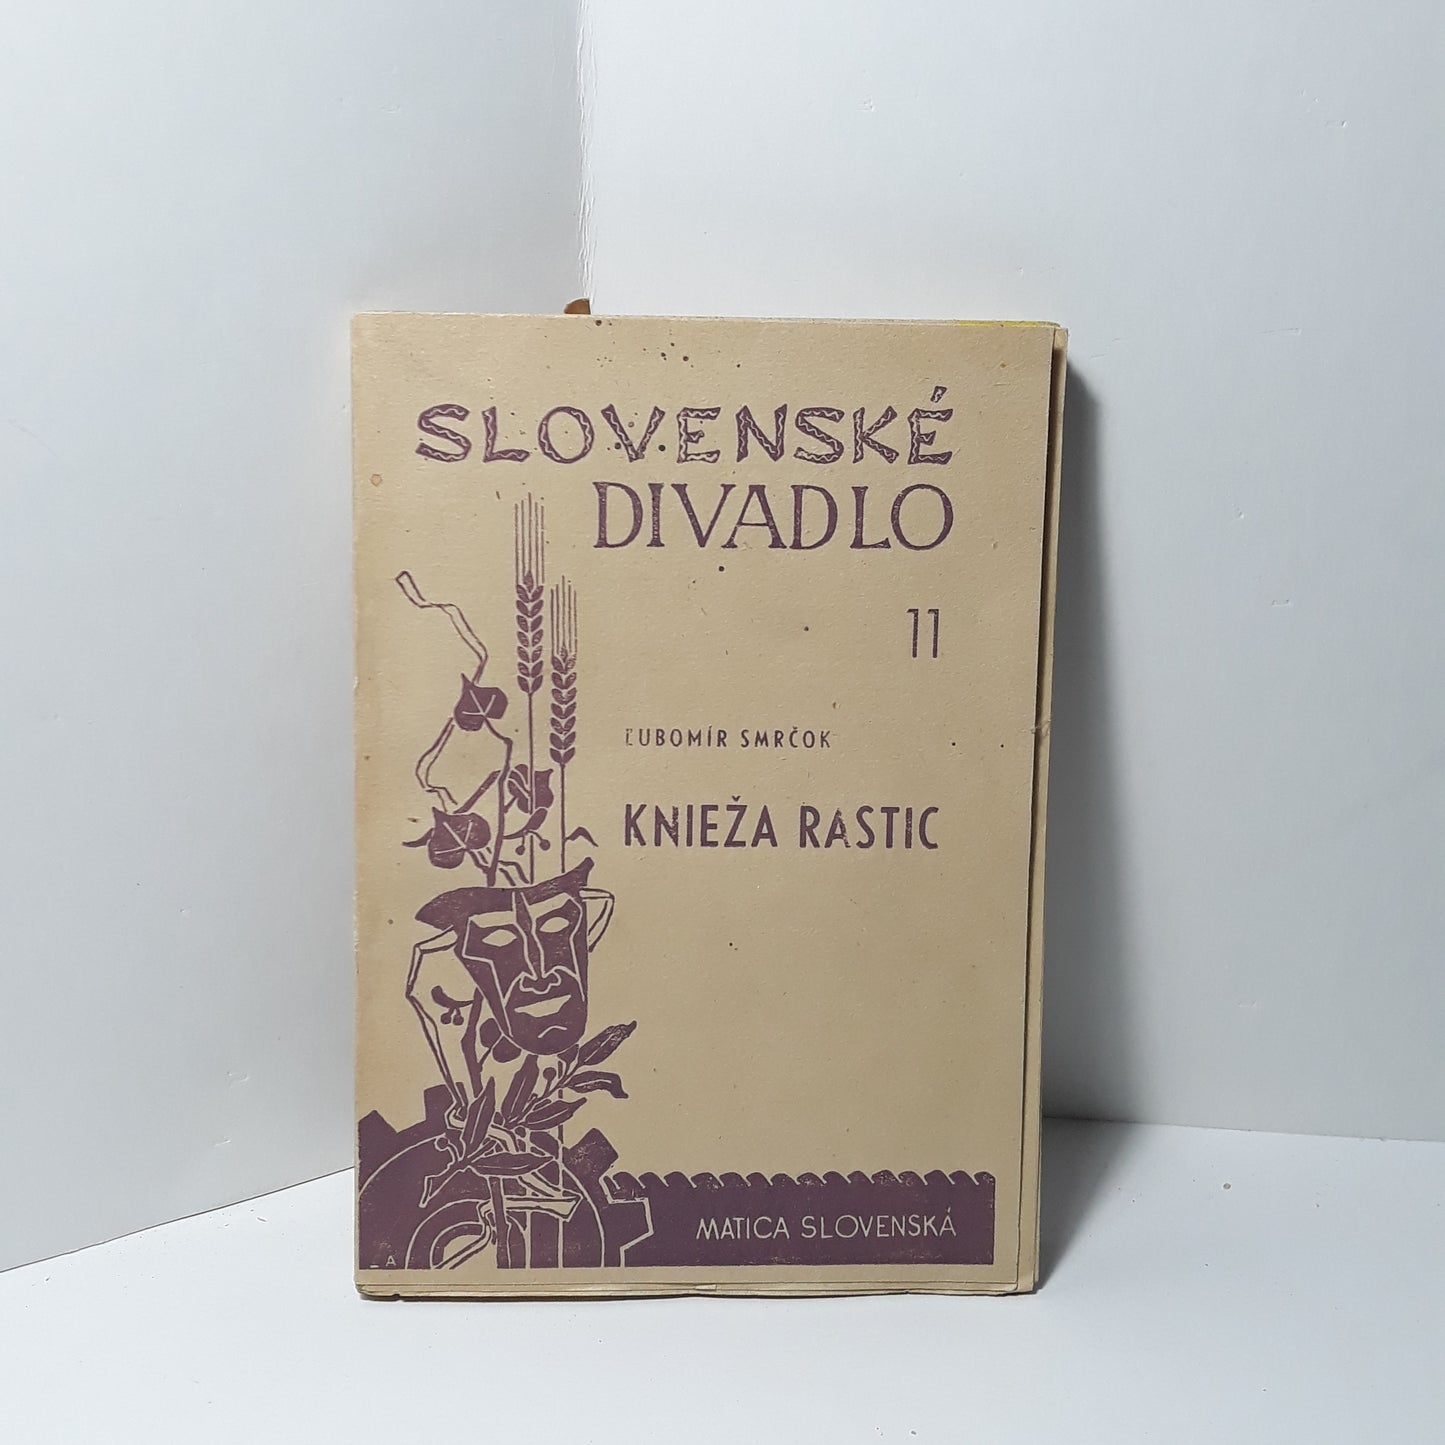 SLOVENSKÉ
DIVADLO
11
ĽUBOMÍR SMRČOK
KNIEŽA RASTIC
MATICA SLOVENSKÁ
A